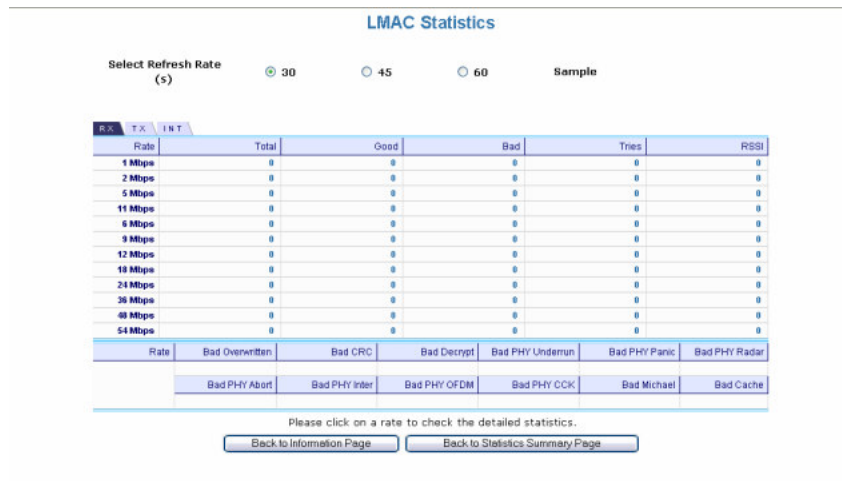 LMAC Statistics
Select Refresh Rate (s) 30 45 60 Sample
RX TX INT
Rate Total Good Bad Tries RSSI
1 Mbps 0 0 0 0 0
2 Mbps 0 0 0 0 0
5 Mbps 0 0 0 0 0
11 Mbps 0 0 0 0 0
6 Mbps 0 0 0 0 0
9 Mbps 0 0 0 0 0
12 Mbps 0 0 0 0 0
18 Mbps 0 0 0 0 0
24 Mbps 0 0 0 0 0
36 Mbps 0 0 0 0 0
48 Mbps 0 0 0 0 0
54 Mbps 0 0 0 0 0
Rate Bad Overwritten Bad CRC Bad Decrypt Bad PHY Underrun Bad PHY Panic Bad PHY Radar
Bad PHY Abort Bad PHY Inter Bad PHY OFDM Bad PHY CCK Bad Michael Bad Cache
Please click on a rate to check the detailed statistics.
Back to Information Page Back to Statistics Summary Page